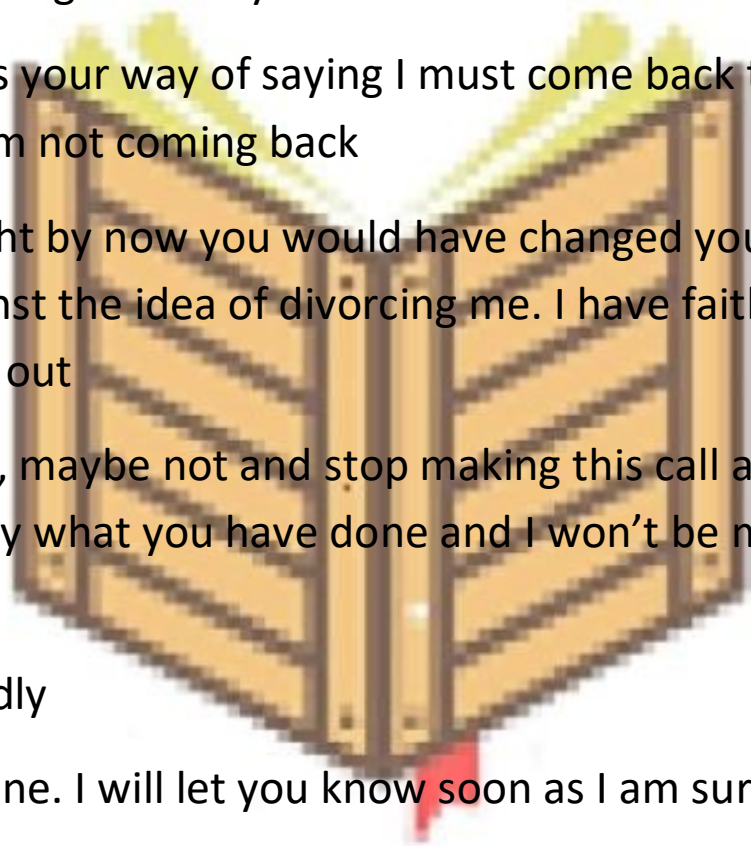 s your way of saying I must come back t
m not coming back
ht by now you would have changed you
nst the idea of divorcing me. I have faith
out
, maybe not and stop making this call a
y what you have done and I won't be m
dly
ne. I will let you know soon as I am sur